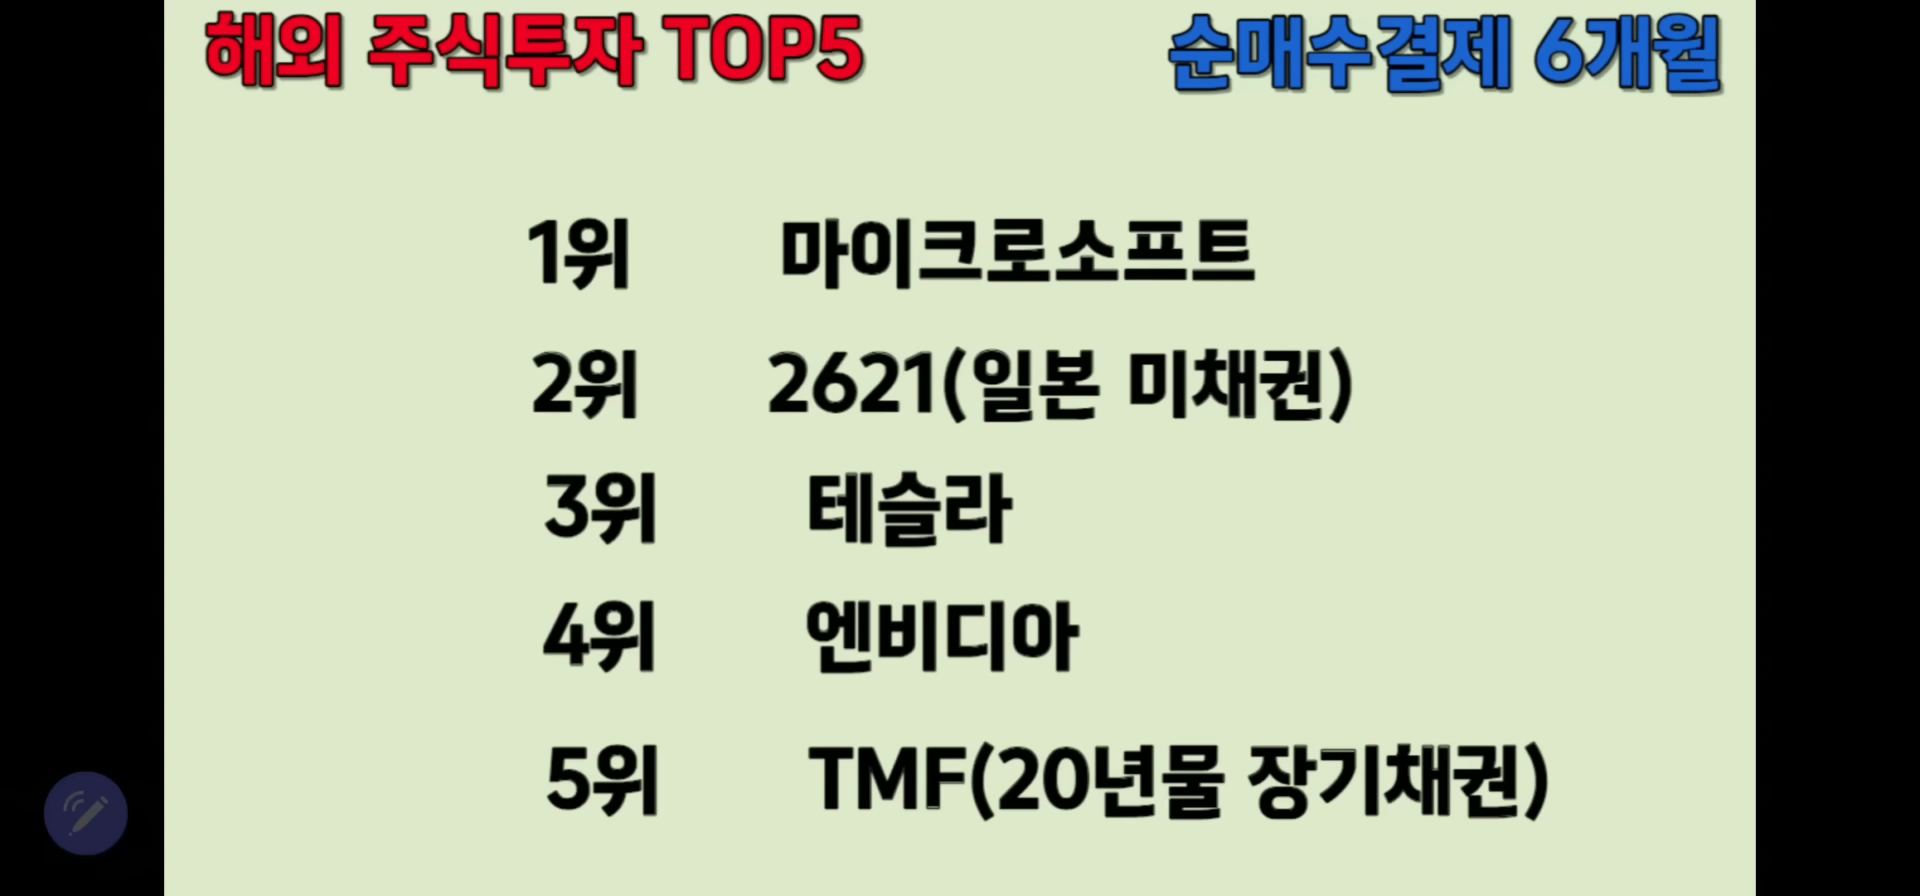 해외 주식투자 TOP5 순매수결제 6개월
1위 마이크로소프트
2위 2621(일본 미채권)
3위 테슬라
4위 엔비디아
5위 TMF(20년물 장기채권)